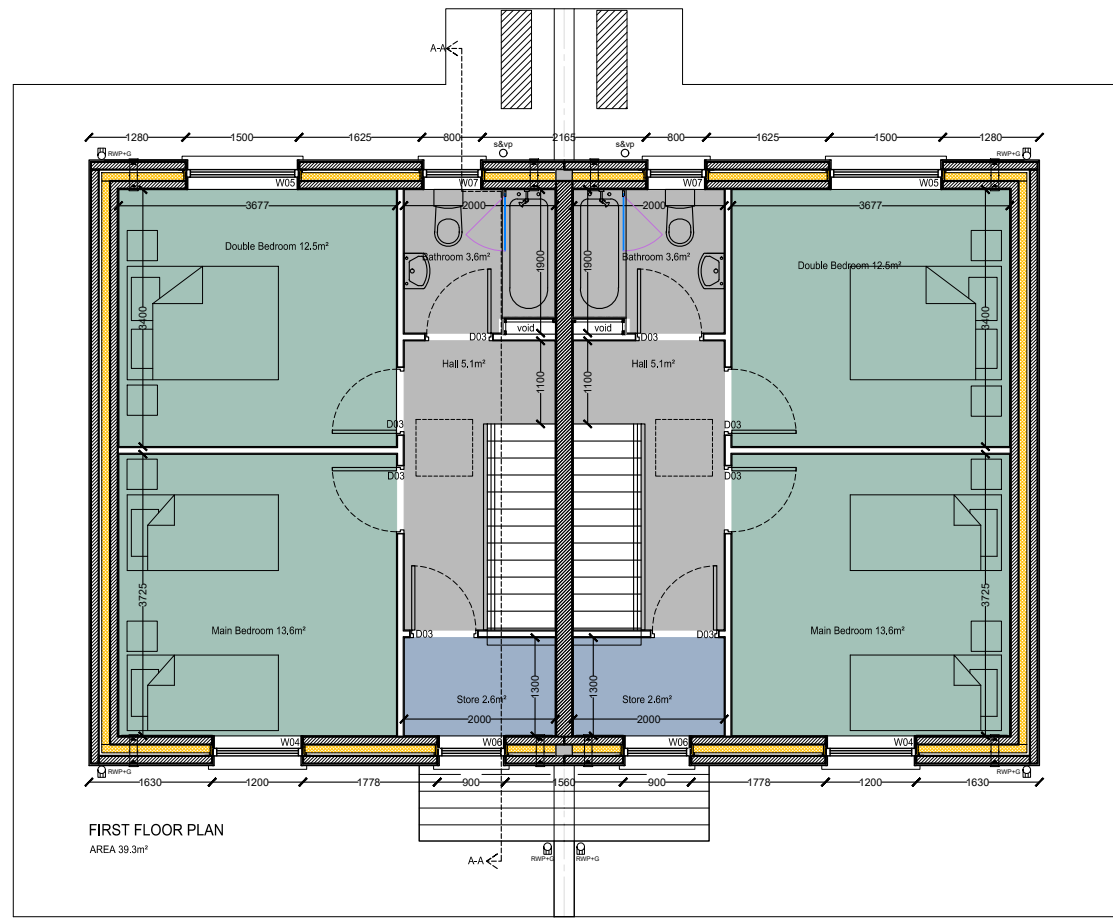 A-A
1280 1500 1625 800 2165 800 1625 1500 1280
RWP+G s&vp s&vp RWP+G
W05 W07 W07 W05
3677 2000 2000 3677
Double Bedroom 12.5m²
Bathroom 3,6m²
Bathroom 3,6m²
Double Bedroom 12.5m²
1900 1900
3400 3400
void void
D03 D03
Hall 5,1m²
Hall 5,1m²
1100 1100
D03 D03
D03 D03
3725 3725
Main Bedroom 13,6m²
D03 D03
Main Bedroom 13,6m²
1300 1300
Store 2.6m²
Store 2.6m²
2000 2000
W04 W06 W06 W04
RWP+G RWP+G
1630 1200 1778 900 1560 900 1778 1200 1630
FIRST FLOOR PLAN
AREA 39.3m²
A-A
RWP+G RWP+G